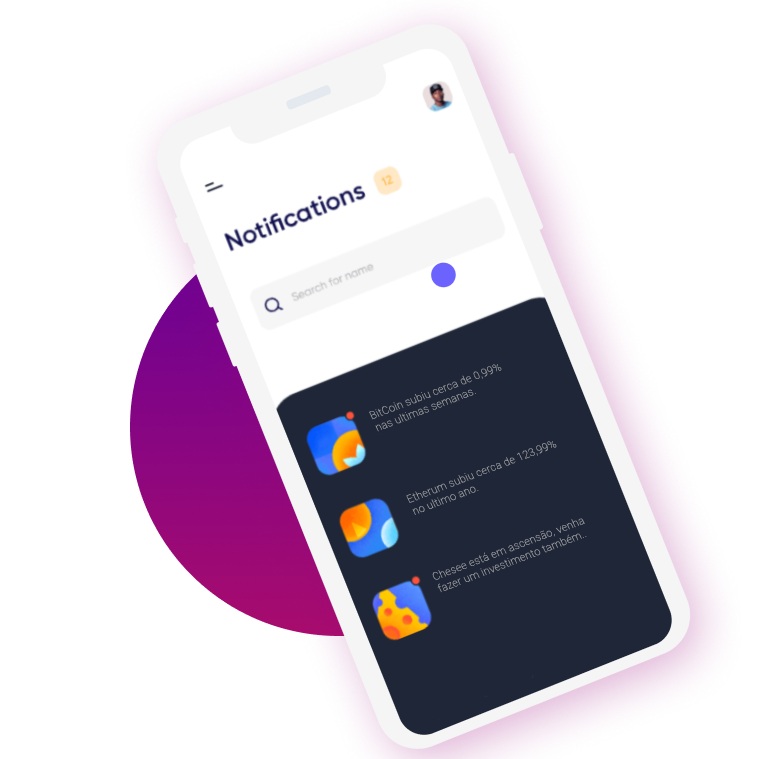 Notifications
12
Search for name
BitCoin subiu cerca de 0,99%
nas ultimas semanas.
Etherum subiu cerca de 123,99%
no ultimo ano.
Chesee está em ascensão, venha
fazer um investimento também..